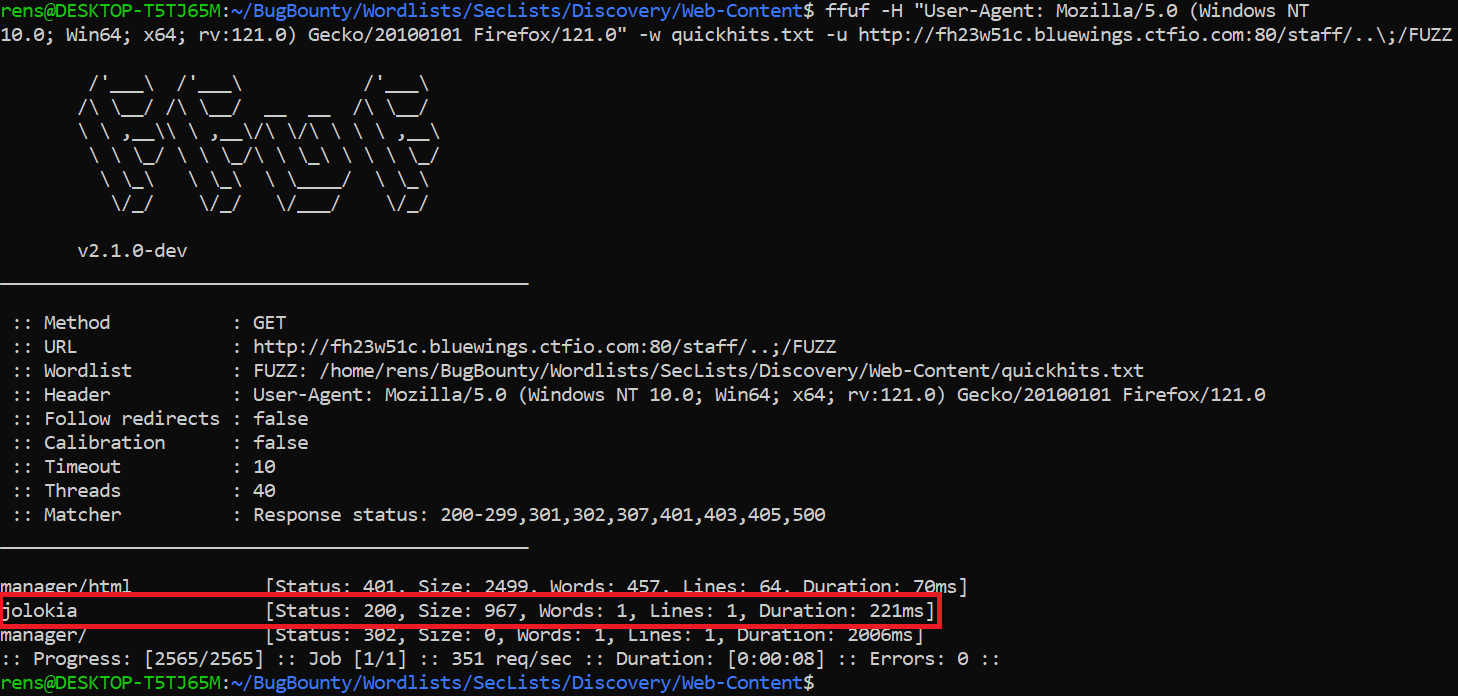 rens@DESKTOP-T5TJ65M:~/BugBounty/Wordlists/SecLists/Discovery/Web-Content$ ffuf -H "User-Agent: Mozilla/5.0 (Windows NT
10.0; Win64; x64; rv:121.0) Gecko/20100101 Firefox/121.0" -w quickhits.txt -u http://fh23w51c.bluewings.ctfio.com:80/staff/..\;/FUZZ
v2.1.0-dev
:: Method : GET
:: URL : http://fh23w51c.bluewings.ctfio.com:80/staff/..;/FUZZ
:: Wordlist : FUZZ: /home/rens/BugBounty/Wordlists/SecLists/Discovery/Web-Content/quickhits.txt
:: Header : User-Agent: Mozilla/5.0 (Windows NT 10.0; Win64; x64; rv:121.0) Gecko/20100101 Firefox/121.0
:: Follow redirects : false
:: Calibration : false
:: Timeout : 10
:: Threads : 40
:: Matcher : Response status: 200-299,301,302,307,401,403,405,500
manager/html [Status: 401, Size: 2499, Words: 457, Lines: 64, Duration: 70ms]
jolokia [Status: 200, Size: 967, Words: 1, Lines: 1, Duration: 221ms]
manager/ [Status: 302, Size: 0, Words: 1, Lines: 1, Duration: 2006ms]
:: Progress: [2565/2565] :: Job [1/1] :: 351 req/sec :: Duration: [0:00:08] :: Errors: 0 ::
rens@DESKTOP-T5TJ65M:~/BugBounty/Wordlists/SecLists/Discovery/Web-Content$